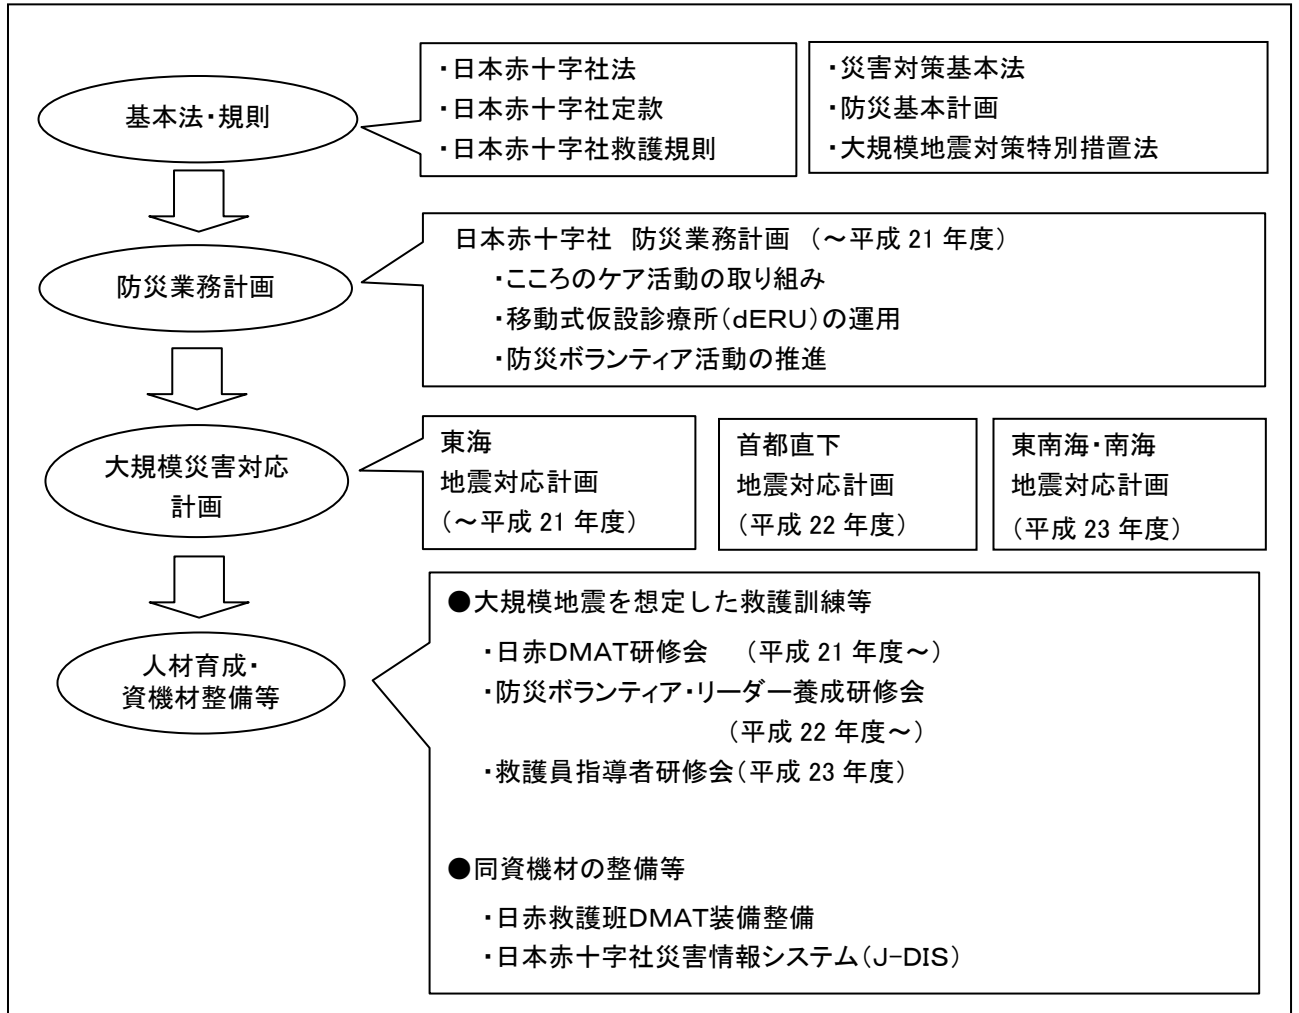 基本法・規則
・日本赤十字社法
・日本赤十字社定款
・日本赤十字社救護規則
・災害対策基本法
・防災基本計画
・大規模地震対策特別措置法
防災業務計画
日本赤十字社 防災業務計画 (~平成 21 年度)
・こころのケア活動の取り組み
・移動式仮設診療所(dERU)の運用
・防災ボランティア活動の推進
大規模災害対応
計画
東海
地震対応計画
(~平成 21 年度)
首都直下
地震対応計画
(平成 22 年度)
東南海・南海
地震対応計画
(平成 23 年度)
人材育成・
資機材整備等
●大規模地震を想定した救護訓練等
・日赤DMAT研修会 (平成 21 年度~)
・防災ボランティア・リーダー養成研修会
(平成 22 年度~)
・救護員指導者研修会(平成 23 年度)
●同資機材の整備等
・日赤救護班DMAT装備整備
・日本赤十字社災害情報システム(J-DIS)